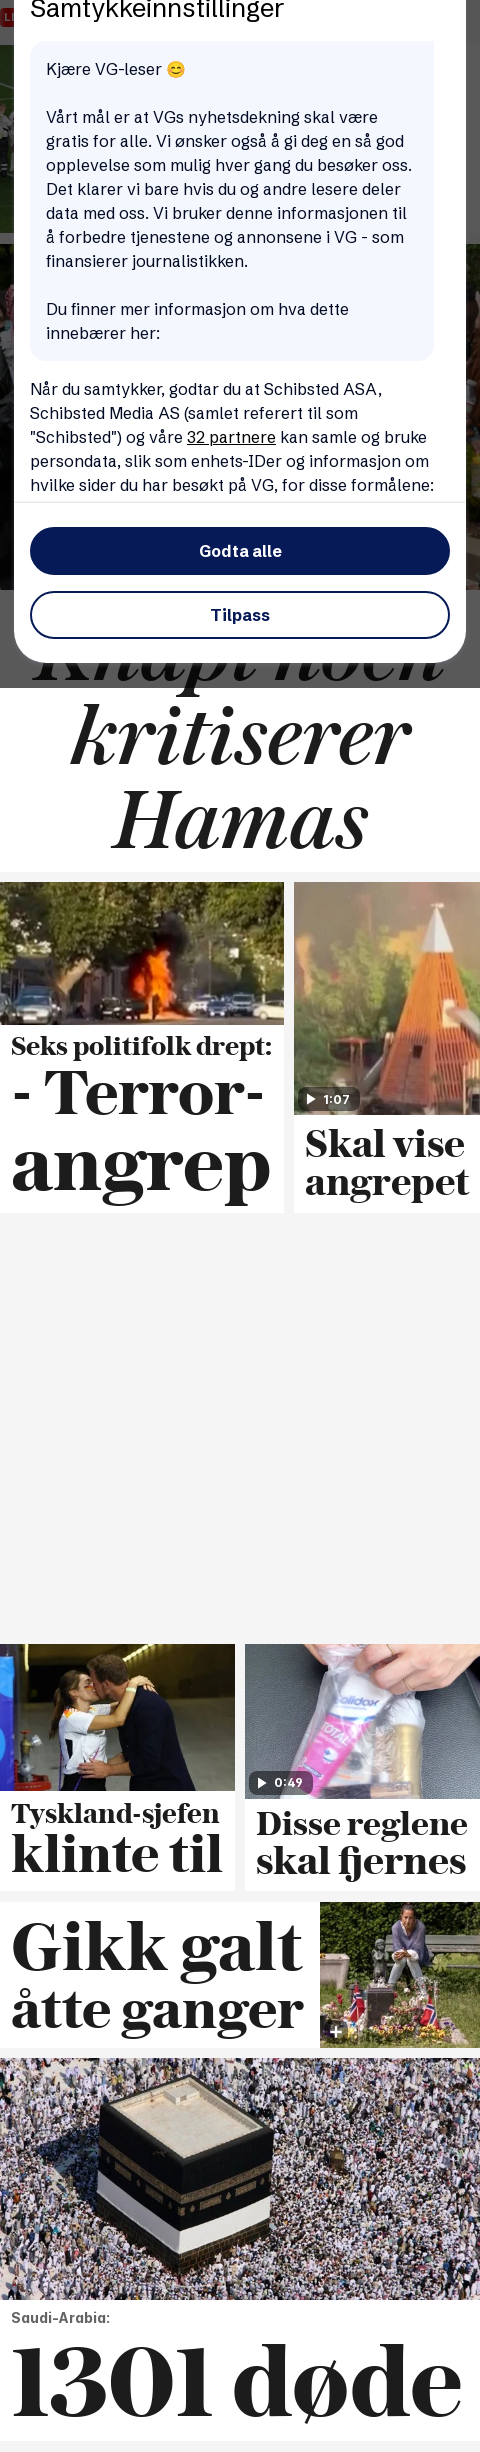 Samtykkeinnstillinger
Kjære VG-leser 😊
Vårt mål er at VGs nyhetsdekning skal være
gratis for alle. Vi ønsker også å gi deg en så god
opplevelse som mulig hver gang du besøker oss.
Det klarer vi bare hvis du og andre lesere deler
data med oss. Vi bruker denne informasjonen til
å forbedre tjenestene og annonsene i VG - som
finansierer journalistikken.
Du finner mer informasjon om hva dette
innebærer her:
Når du samtykker, godtar du at Schibsted ASA,
Schibsted Media AS (samlet referert til som
"Schibsted") og våre 32 partnere kan samle og bruke
persondata, slik som enhets-IDer og informasjon om
hvilke sider du har besøkt på VG, for disse formålene:
Godta alle
Tilpass
Knapt noen
kritiserer
Hamas
Seks politifolk drept:
- Terror-
angrep
1:07
Skal vise
angrepet
Tyskland-sjefen
klinte til
TOTAL
0:49
Disse reglene
skal fjernes
Gikk galt
åtte ganger
Saudi-Arabia:
1301 døde